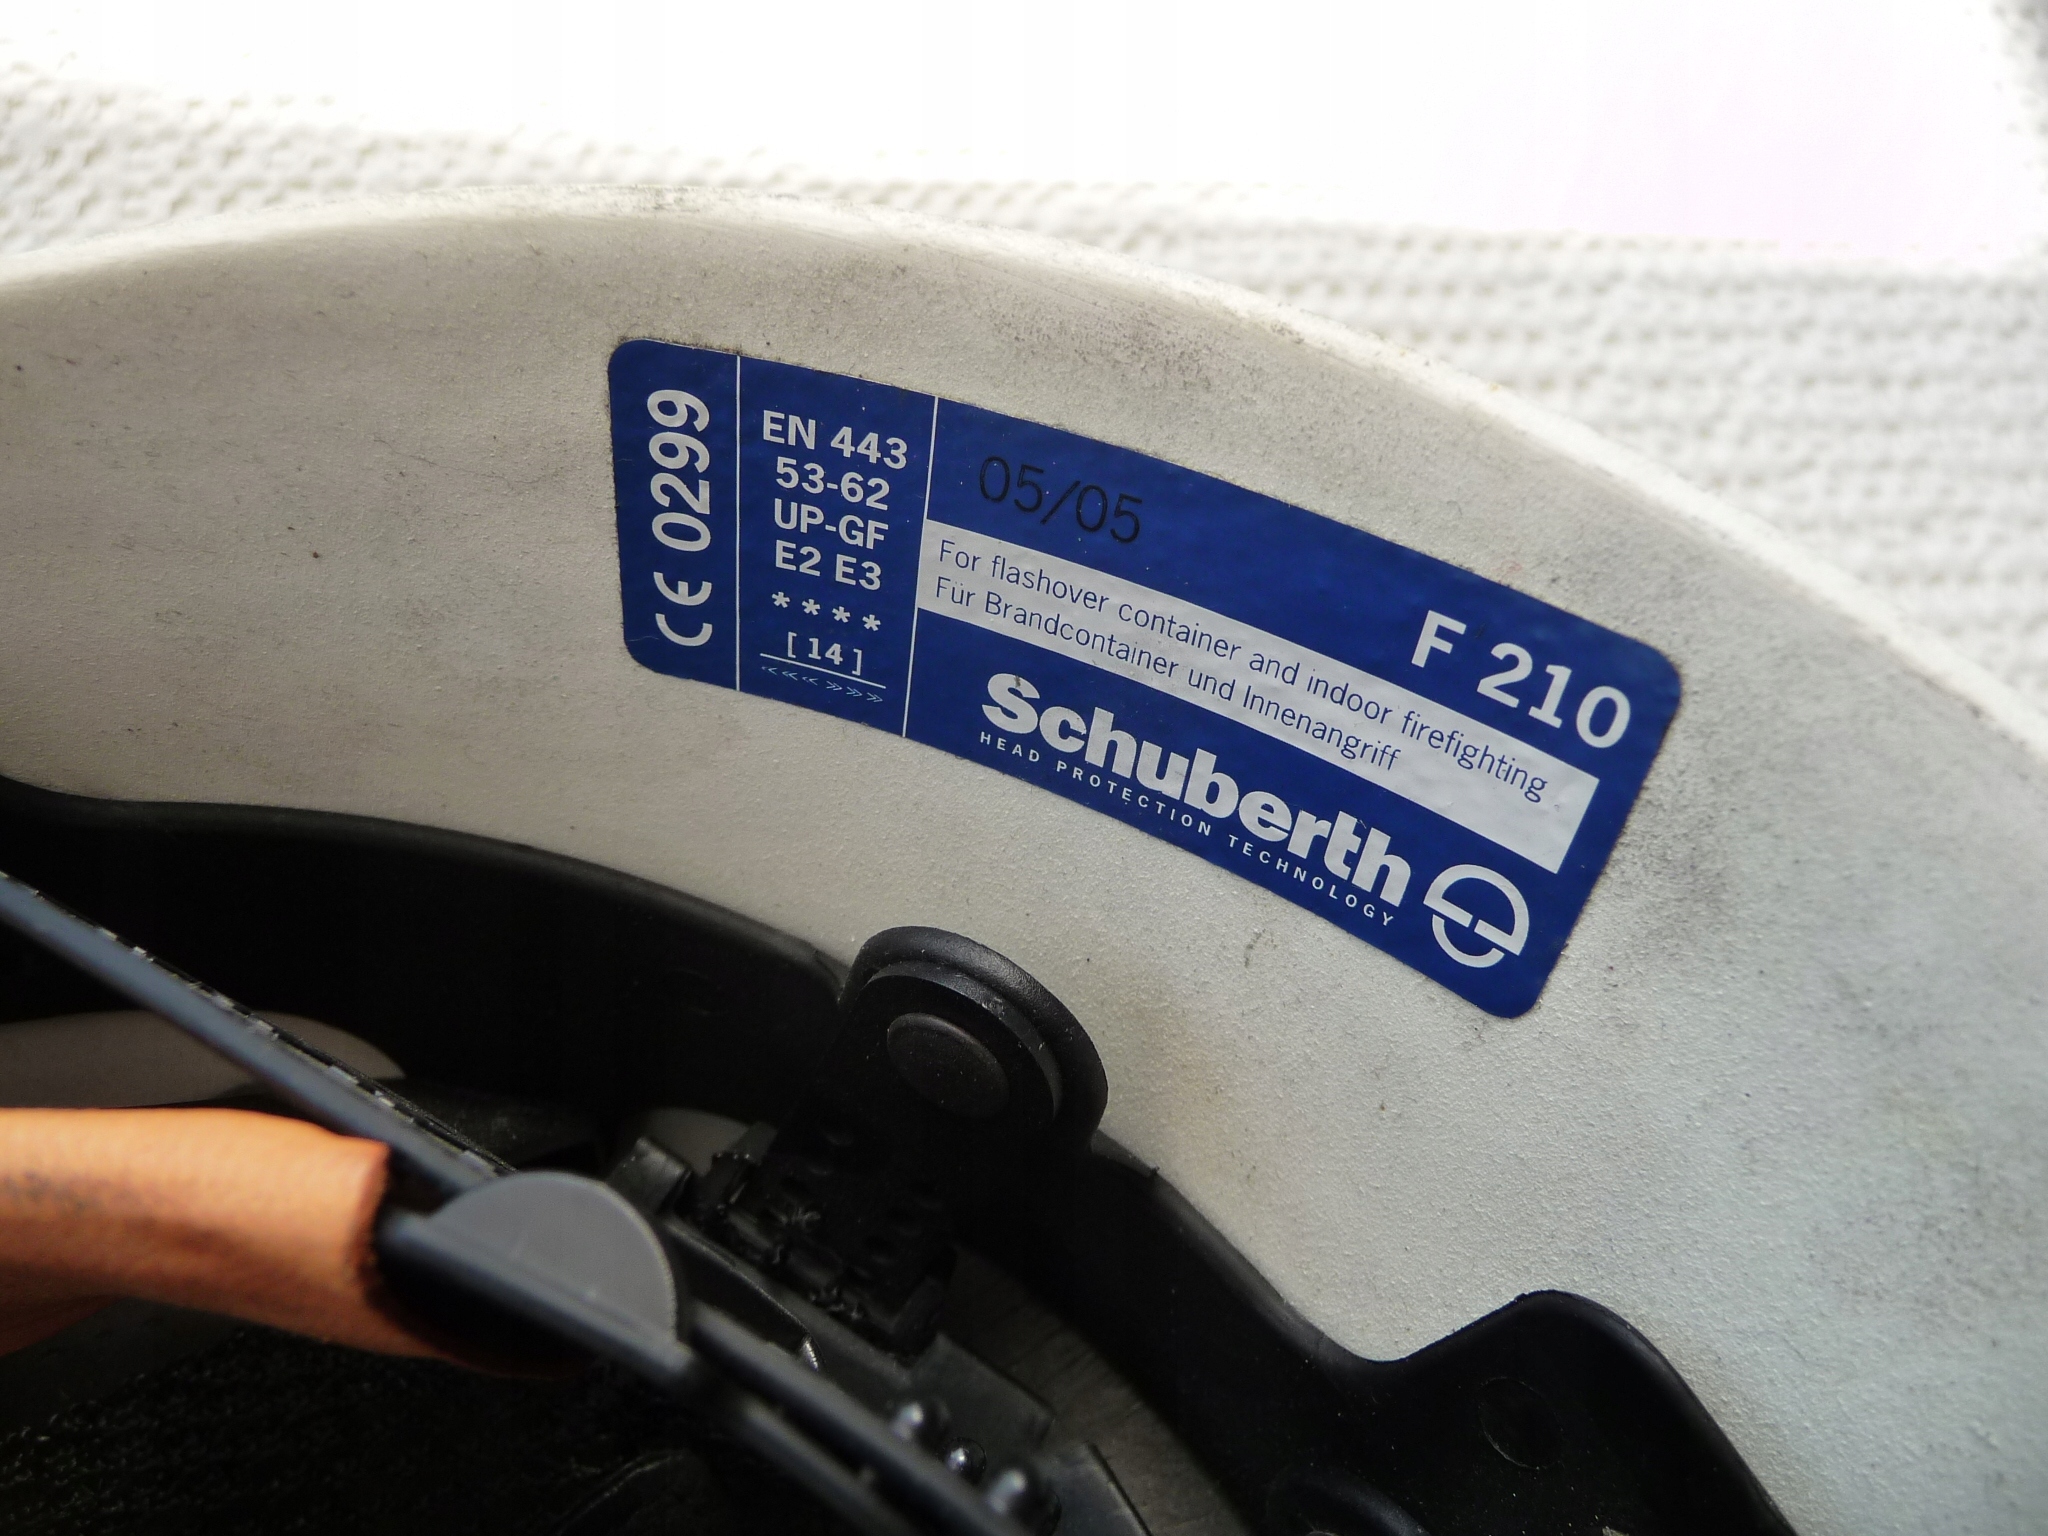 CE 0299
EN 443
53-62
UP-GF
E2 E3
****
[14]
<<<>>>
05/05
F 210
For flashover container and indoor firefighting
Für Brandcontainer und Innenangriff
Schuberth
HEAD PROTECTION TECHNOLOGY